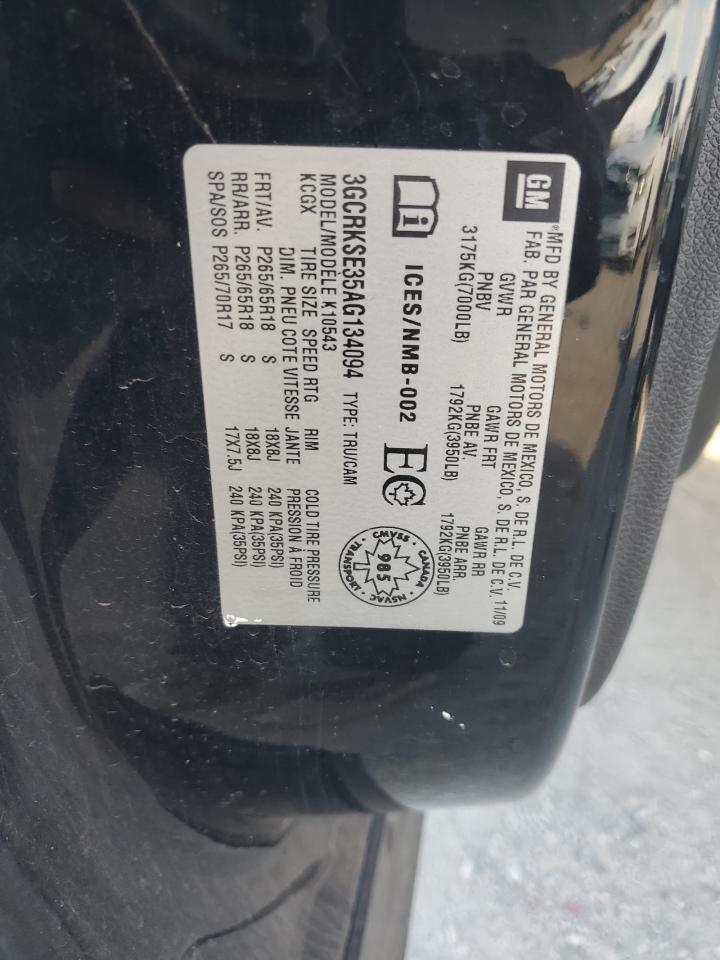 GM
®MFD BY GENERAL MOTORS DE MEXICO, S. DE R.L. DE C.V.
FAB. PAR GENERAL MOTORS DE MEXICO, S. DE R.L. DE C.V. 11/09
GVWR GAWR FRT GAWR RR
PNBV PNBE AV. PNBE ARR.
3175KG(7000LB) 1792KG(3950LB) 1792KG(3950LB)
i ICES/NMB-002 EC
CMVSS • CANADA • NSVAC • TRANSPORT •
985
3GCRKSE35AG134094 TYPE: TRU/CAM
MODEL/MODELE K10543
KCGX TIRE SIZE SPEED RTG RIM COLD TIRE PRESSURE
DIM. PNEU COTE VITESSE JANTE PRESSION À FROID
FRT/AV. P265/65R18 S 18X8J 240 KPA(35PSI)
RR/ARR. P265/65R18 S 18X8J 240 KPA(35PSI)
SPA/SOS P265/70R17 S 17X7.5J 240 KPA(35PSI)